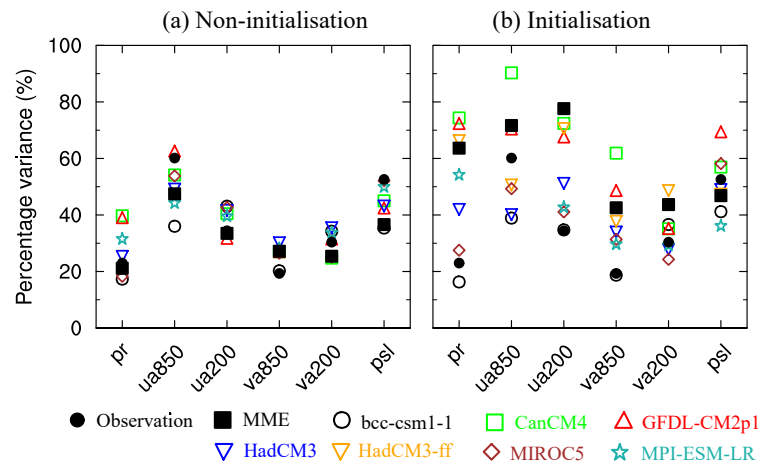 (a) Non-initialisation
(b) Initialisation
Percentage variance (%)
100
80
60
40
20
0
pr
ua850
ua200
va850
va200
psl
pr
ua850
ua200
va850
va200
psl
Observation MME bcc-csm1-1 CanCM4 GFDL-CM2p1
HadCM3 HadCM3-ff MIROC5 MPI-ESM-LR